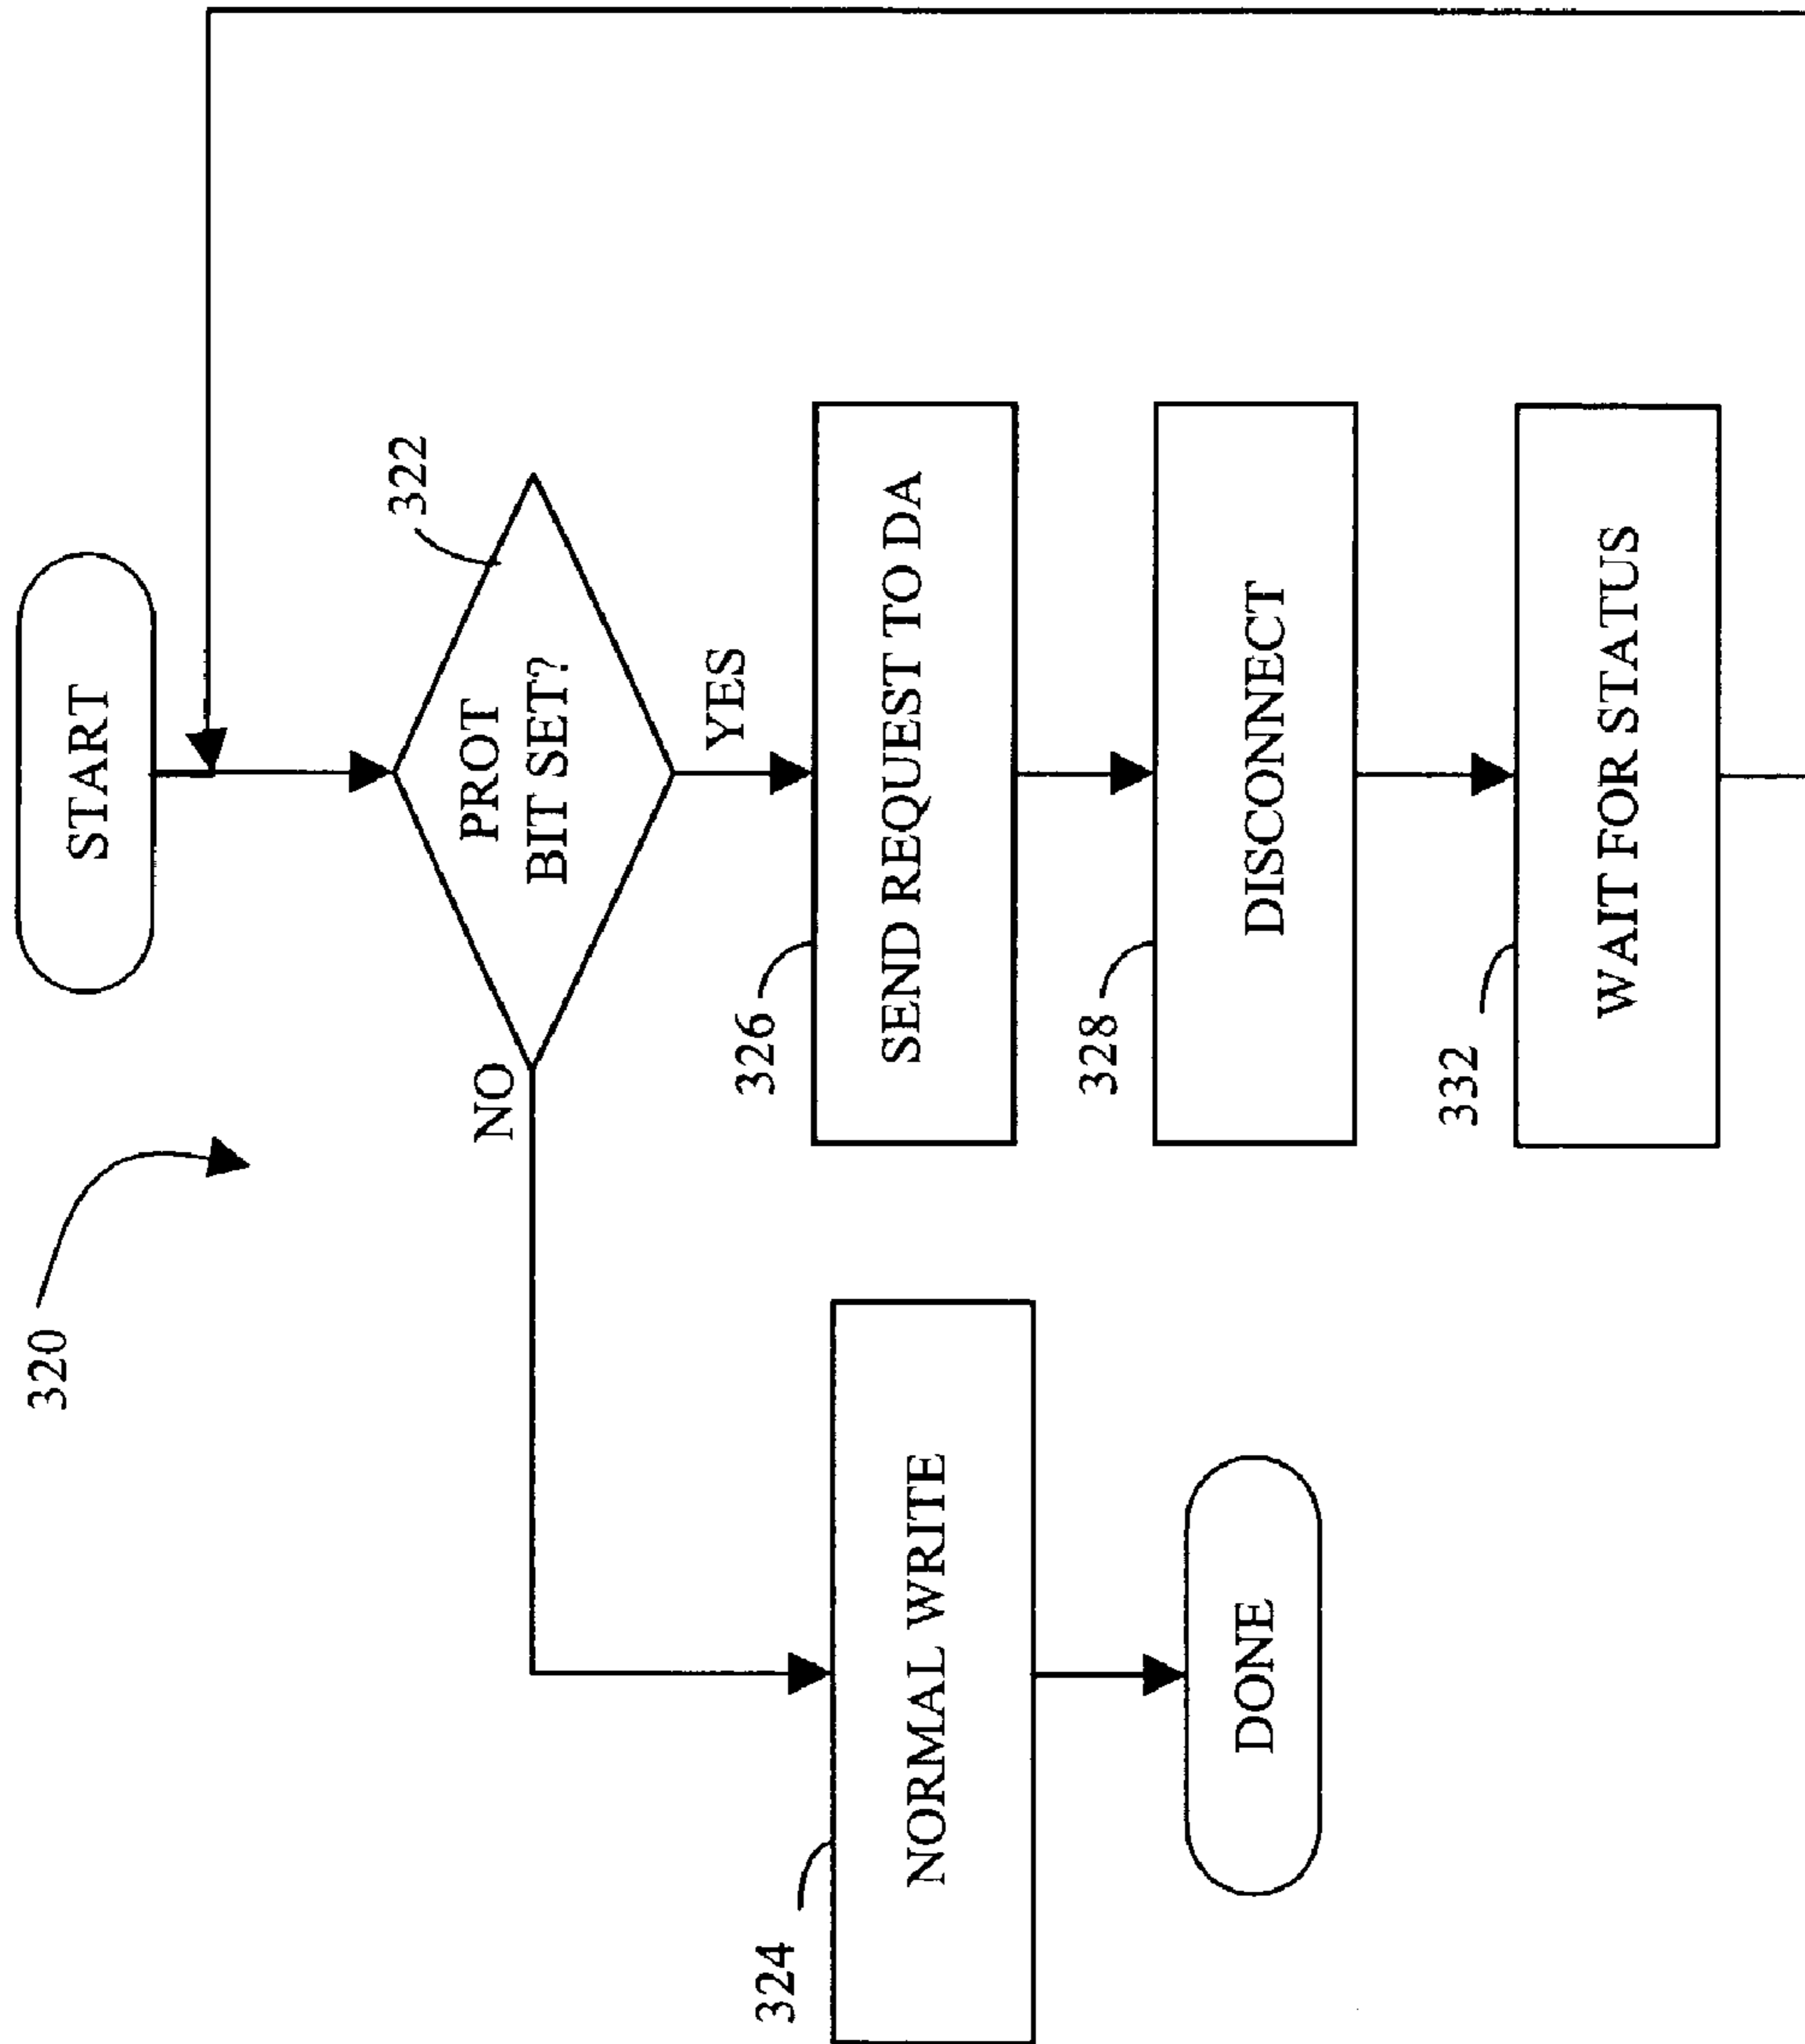 320
START
PROT
BIT SET?
322
NO
YES
324
NORMAL WRITE
326
SEND REQUEST TO DA
328
DISCONNECT
DONE
332
WAIT FOR STATUS